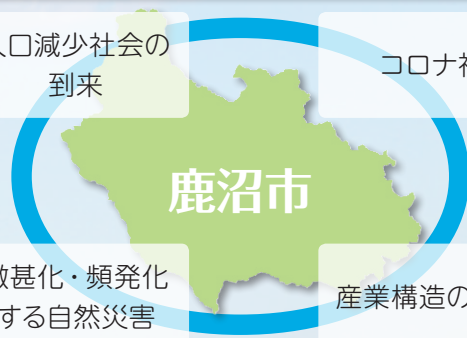 口減少社会の
到来
コロナ
鹿沼市
甚化・頻発化
する自然災害
産業構造の